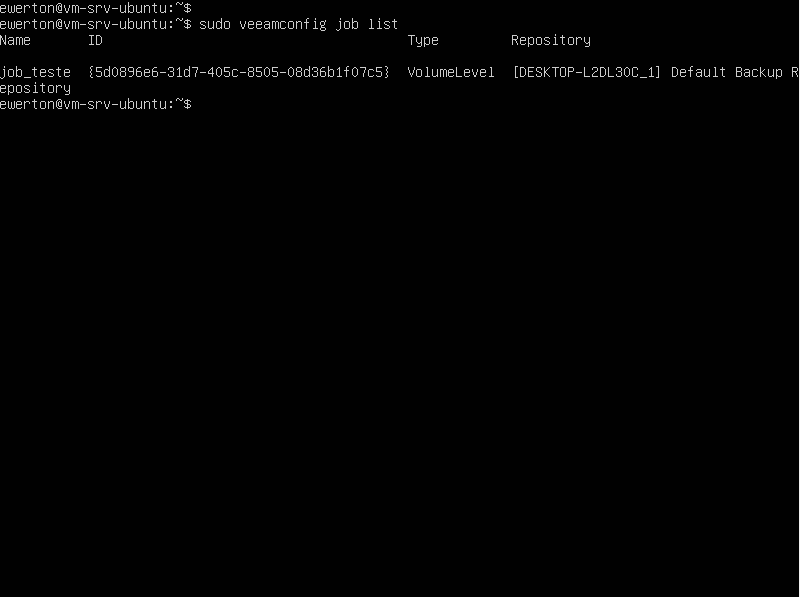 ewerton@vm-srv-ubuntu:~$
ewerton@vm-srv-ubuntu:~$ sudo veeamconfig job list
Name       ID                                      Type         Repository
job_teste  {5d0896e6-31d7-405c-8505-08d36b1f07c5}  VolumeLevel  [DESKTOP-L2DL30C_1] Default Backup R
epository
ewerton@vm-srv-ubuntu:~$